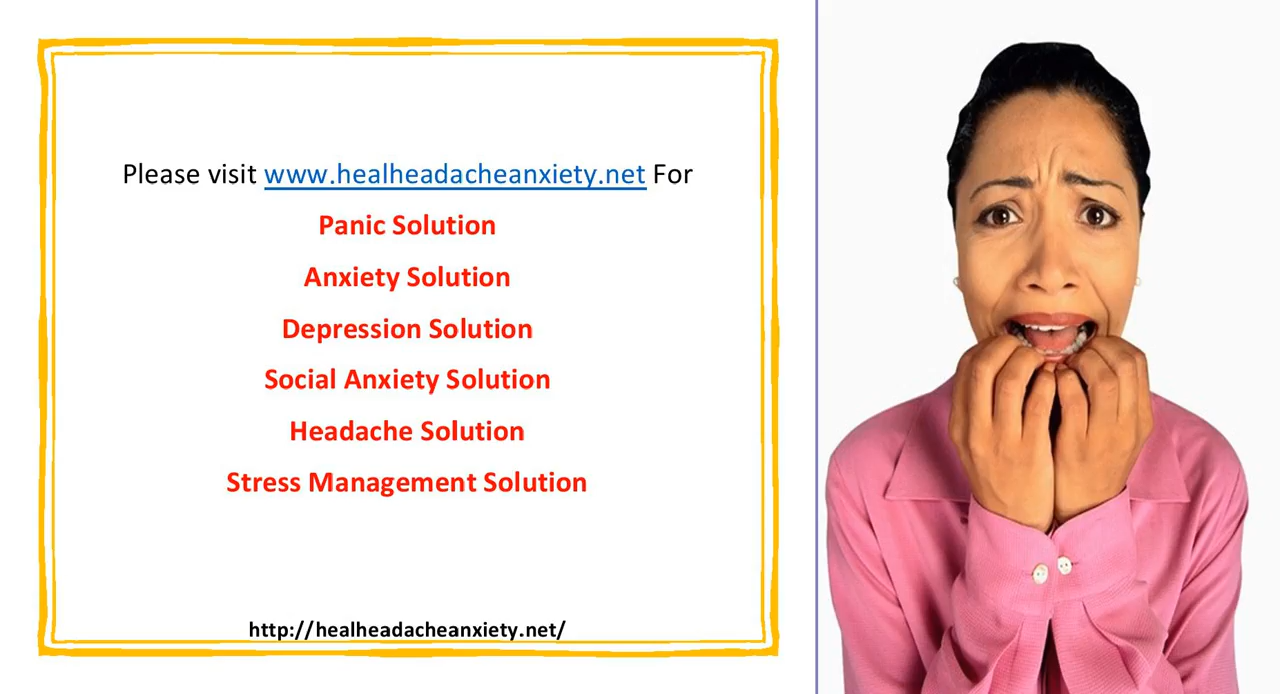 Please visit www.healheadacheanxiety.net For
Panic Solution
Anxiety Solution
Depression Solution
Social Anxiety Solution
Headache Solution
Stress Management Solution
http://healheadacheanxiety.net/